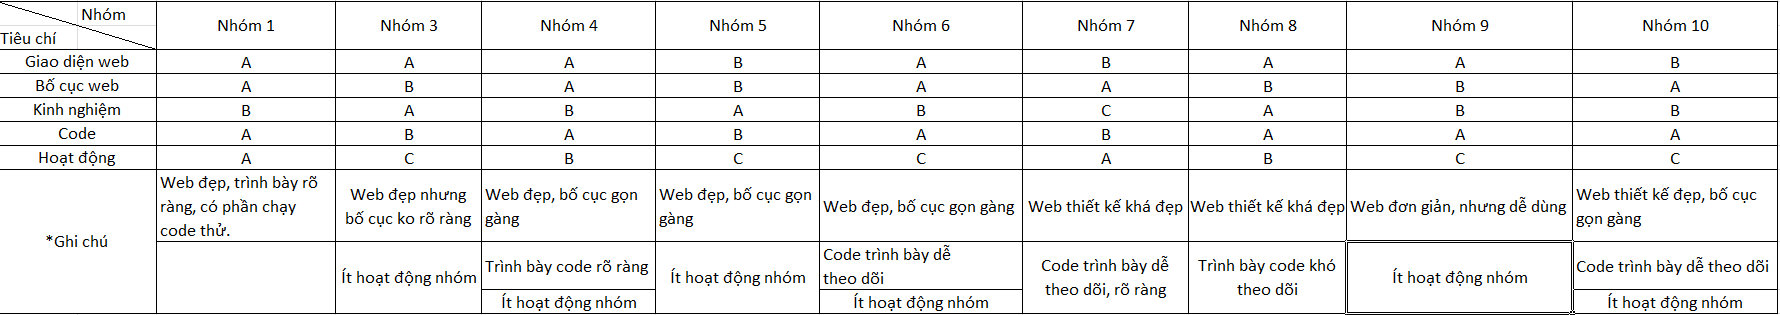 Nhóm
Tiêu chí
Nhóm 1 Nhóm 3 Nhóm 4 Nhóm 5 Nhóm 6 Nhóm 7 Nhóm 8 Nhóm 9 Nhóm 10
Giao diện web A A A B A B A A B
Bố cục web A B A B A A B B A
Kinh nghiệm B A B A B C A B B
Code A B A B A B A A A
Hoạt động A C B C C A B C C
*Ghi chú
Web đẹp, trình bày rõ
ràng, có phần chạy
code thử.
Web đẹp nhưng
bố cục ko rõ ràng
Web đẹp, bố cục gọn
gàng
Web đẹp, bố cục gọn
gàng
Web đẹp, bố cục gọn gàng
Web thiết kế khá đẹp
Web thiết kế khá đẹp
Web đơn giản, nhưng dễ dùng
Web thiết kế đẹp, bố cục
gọn gàng
Ít hoạt động nhóm
Trình bày code rõ ràng
Ít hoạt động nhóm
Ít hoạt động nhóm
Code trình bày dễ
theo dõi
Ít hoạt động nhóm
Code trình bày dễ
theo dõi, rõ ràng
Trình bày code khó
theo dõi
Ít hoạt động nhóm
Code trình bày dễ theo dõi
Ít hoạt động nhóm